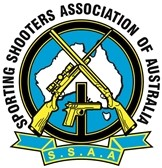 SPORTING SHOOTERS ASSOCIATION OF AUSTRALIA
S.S.A.A